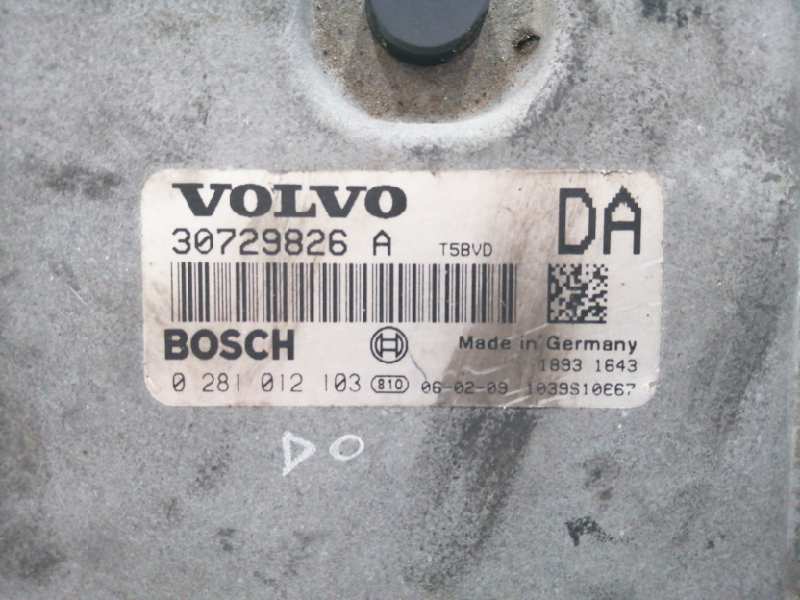 VOLVO
30729826 A T5BVD
DA
BOSCH
Made in Germany
1893 1643
0 281 012 103 810 06-02-09 1039S10667
DO